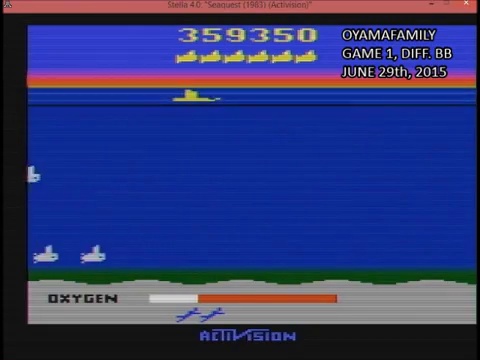 Stella 4.0: "Seaquest (1983) (Activision)"
359350
OYAMAFAMILY
GAME 1, DIFF. BB
JUNE 29th, 2015
OXYGEN
ACTIVISION